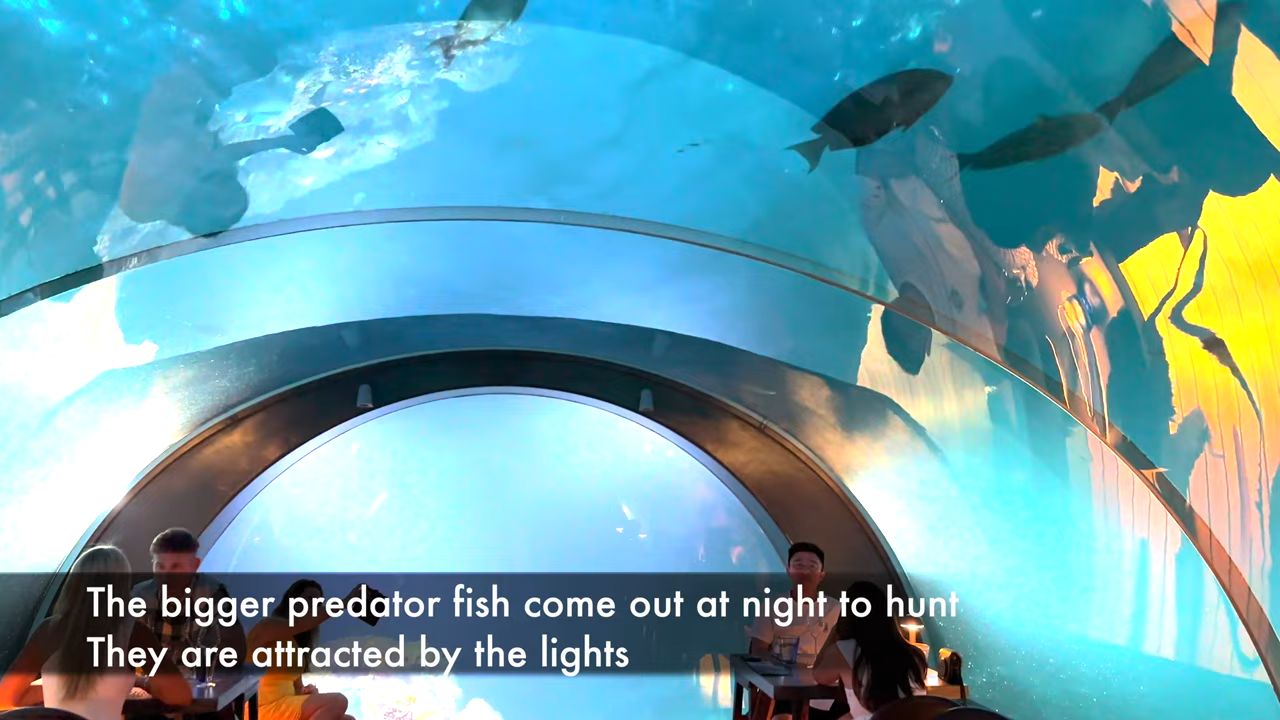 The bigger predator fish come out at night to hunt
They are attracted by the lights